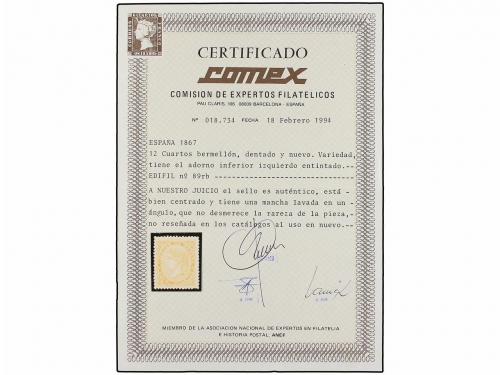 CERTIFICADO
comex
COMISION DE EXPERTOS FILATELICOS
PAU CLARIS, 106 08009 BARCELONA - ESPAÑA
Nº 018.734 FECHA 18 Febrero 1994
ESPAÑA 1867
12 Cuartos bermellón, dentado y nuevo. Variedad,
tiene el adorno inferior izquierdo entintado.
EDIFIL nº 89rb
A NUESTRO JUICIO el sello es auténtico, está
bien centrado y tiene una mancha lavada en un
ángulo, que no desmerece la rareza de la pieza,
no reseñada en los catálogos al uso en nuevo.
MIEMBRO DE LA ASOCIACION NACIONAL DE EXPERTOS EN FILATELIA
E HISTORIA POSTAL ANEF